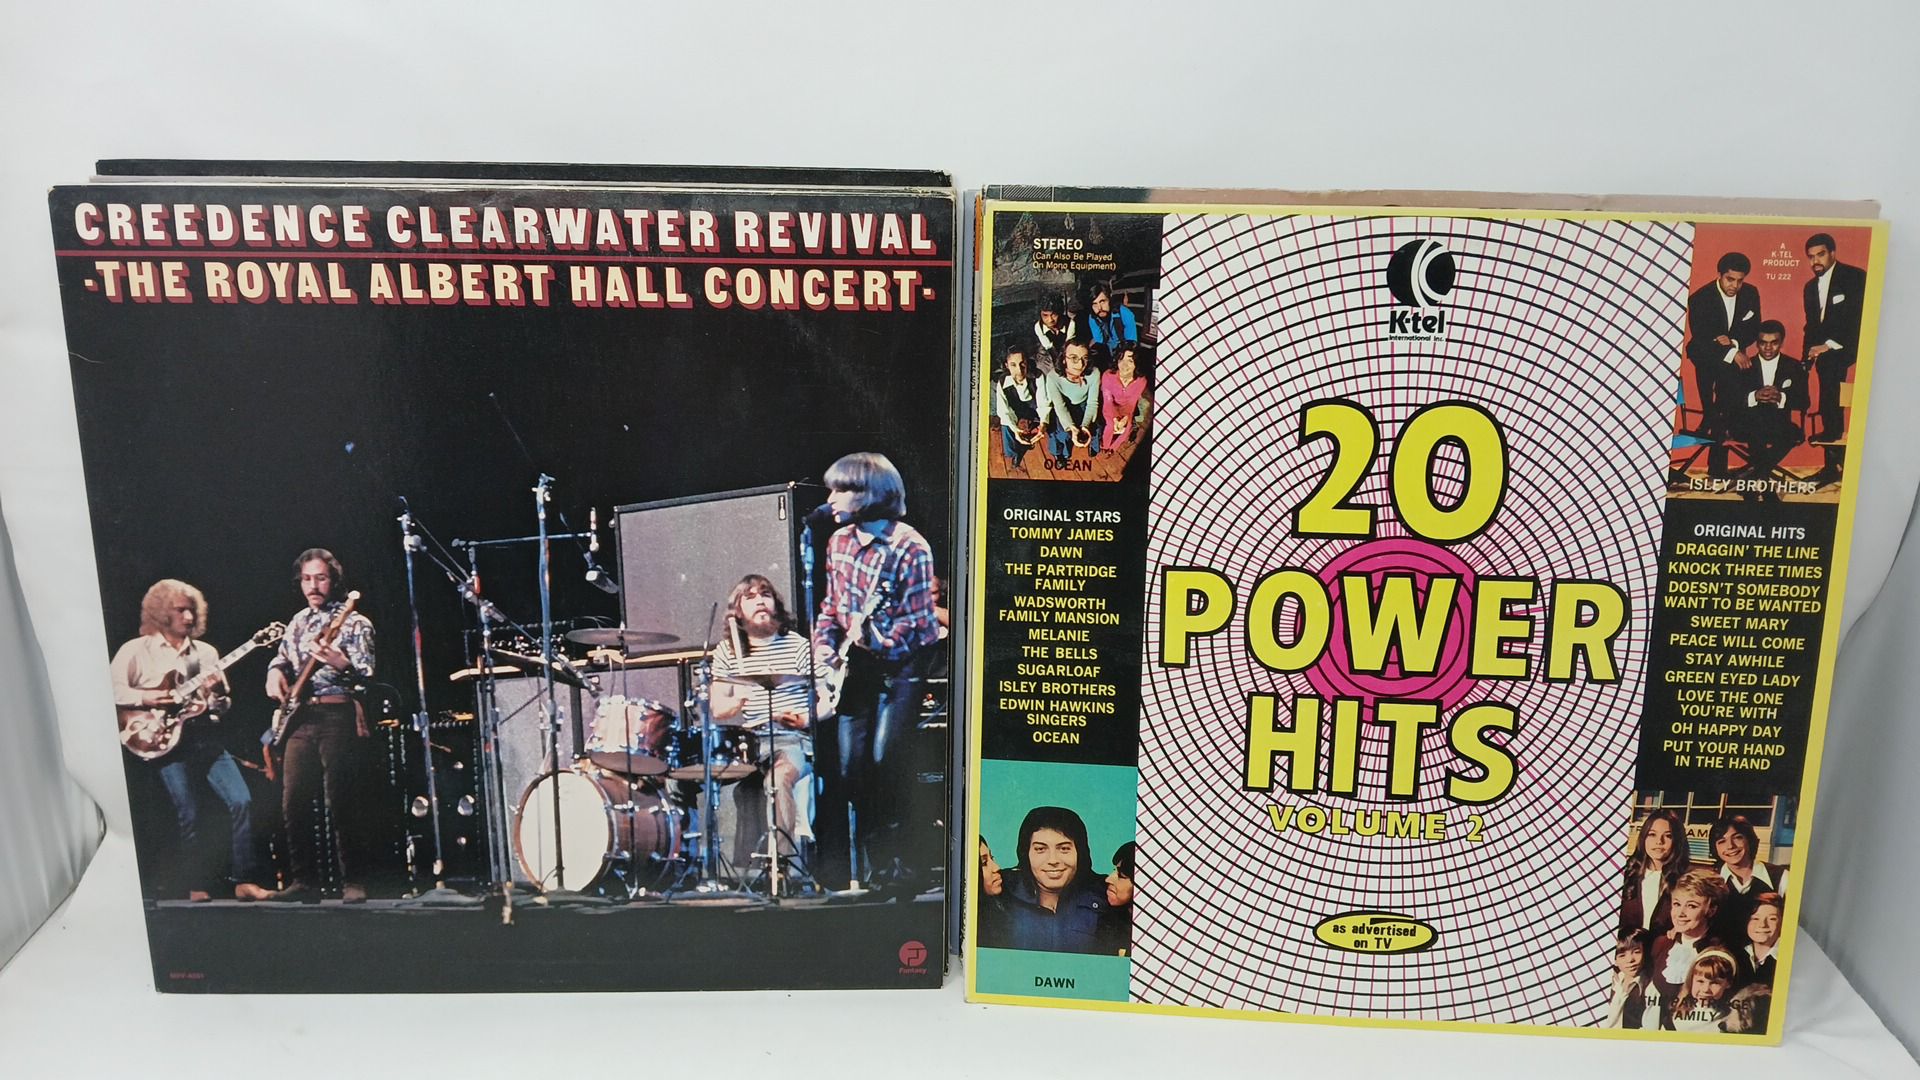 CREEDENCE CLEARWATER REVIVAL
·THE ROYAL ALBERT HALL CONCERT·
Fantasy
STEREO
(Can Also Be Played
On Mono Equipment)
OCEAN
ORIGINAL STARS
TOMMY JAMES
DAWN
THE PARTRIDGE
FAMILY
WADSWORTH
FAMILY MANSION
MELANIE
THE BELLS
SUGARLOAF
ISLEY BROTHERS
EDWIN HAWKINS
SINGERS
OCEAN
DAWN
K-tel
International Inc.
20
POWER
HITS
VOLUME 2
as advertised
on TV
A
K-TEL
PRODUCT
TU 222
ISLEY BROTHERS
ORIGINAL HITS
DRAGGIN' THE LINE
KNOCK THREE TIMES
DOESN'T SOMEBODY
WANT TO BE WANTED
SWEET MARY
PEACE WILL COME
STAY AWHILE
GREEN EYED LADY
LOVE THE ONE
YOU'RE WITH
OH HAPPY DAY
PUT YOUR HAND
IN THE HAND
THE PARTRIDGE
FAMILY